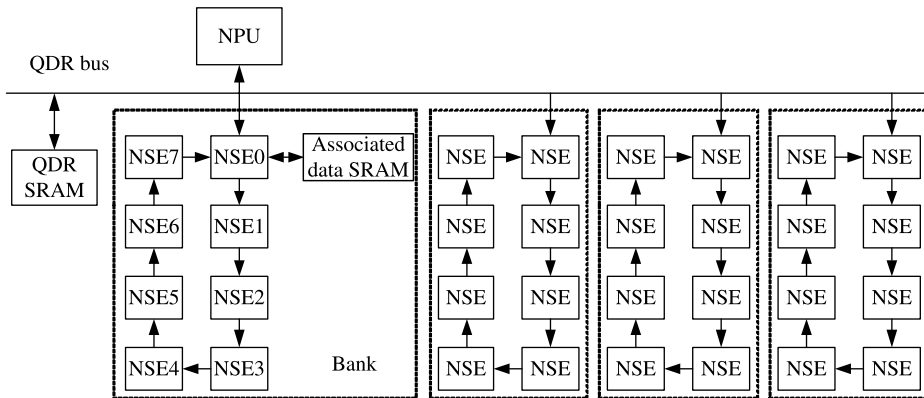 NPU
QDR bus
QDR
SRAM
NSE7
NSE0
Associated
data SRAM
NSE
NSE
NSE
NSE
NSE
NSE
NSE6
NSE1
NSE
NSE
NSE
NSE
NSE
NSE
NSE5
NSE2
NSE
NSE
NSE
NSE
NSE
NSE
NSE4
NSE3
Bank
NSE
NSE
NSE
NSE
NSE
NSE